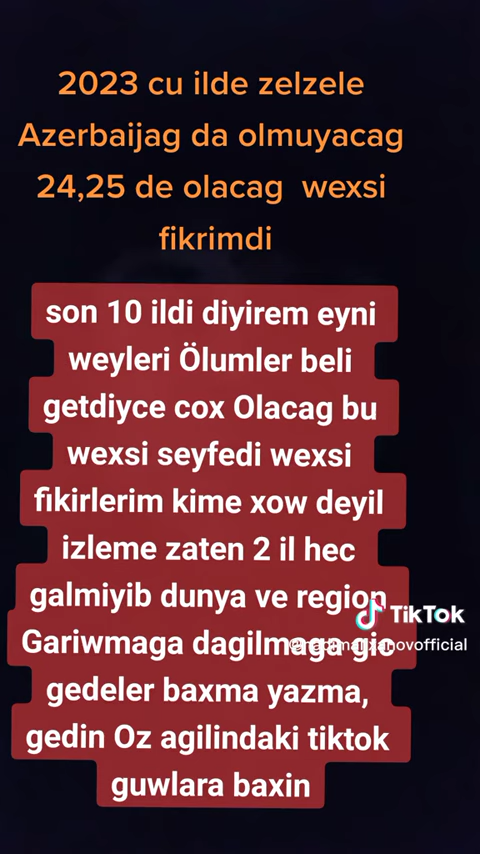 2023 cu ilde zelzele
Azerbaijag da olmuyacag
24,25 de olacag wexsi
fikrimdi
son 10 ildi diyirem eyni
weyleri Ölumler beli
getdiyce cox Olacag bu
wexsi seyfedi wexsi
fikirlerim kime xow deyil
izleme zaten 2 il hec
galmiyib dunya ve region
TikTok
Gariwmaga dagilmaga gic
gedeler baxma yazma,
gedin Oz agilindaki tiktok
guwlara baxin